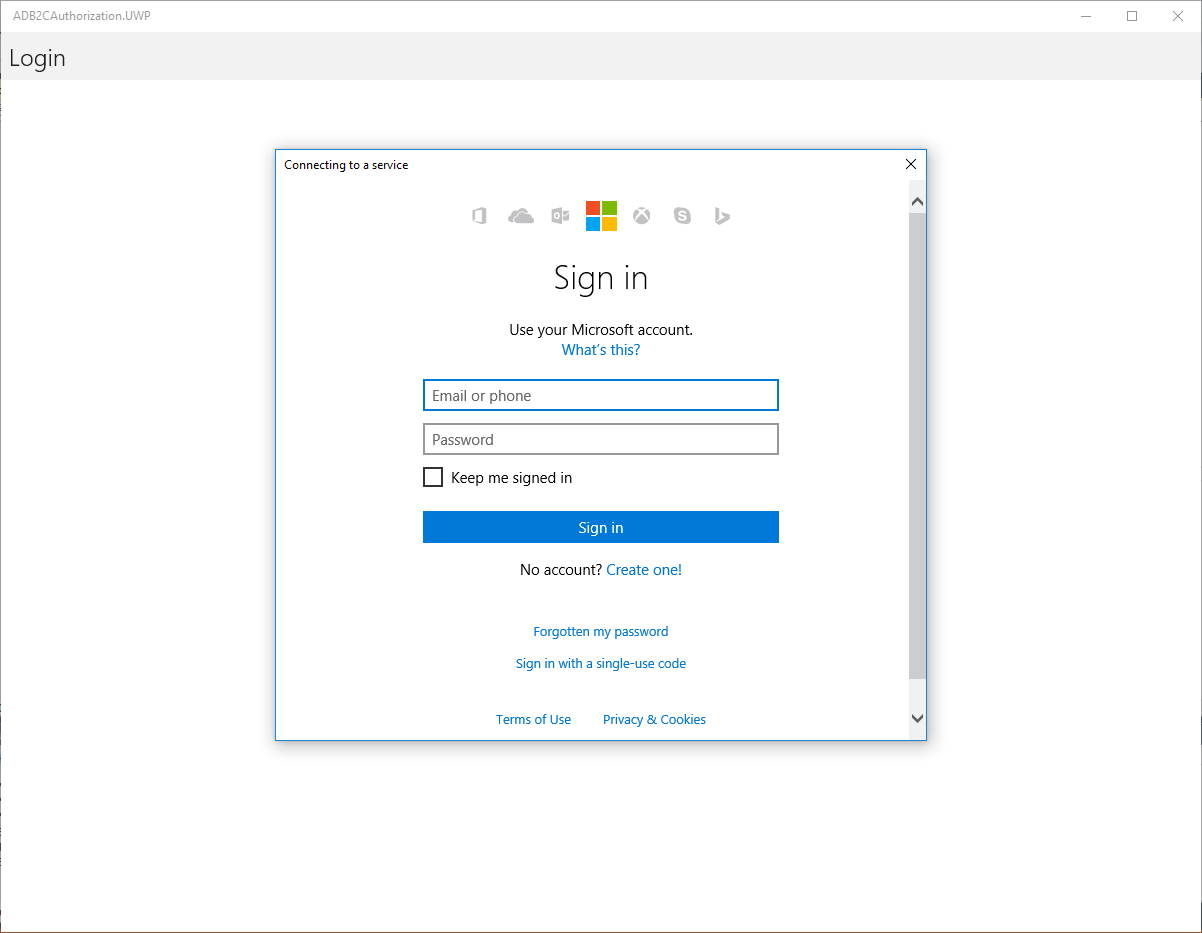 ADB2CAuthorization.UWP
Login
Connecting to a service
Sign in
Use your Microsoft account.
What's this?
Email or phone
Password
Keep me signed in
Sign in
No account? Create one!
Forgotten my password
Sign in with a single-use code
Terms of Use Privacy & Cookies